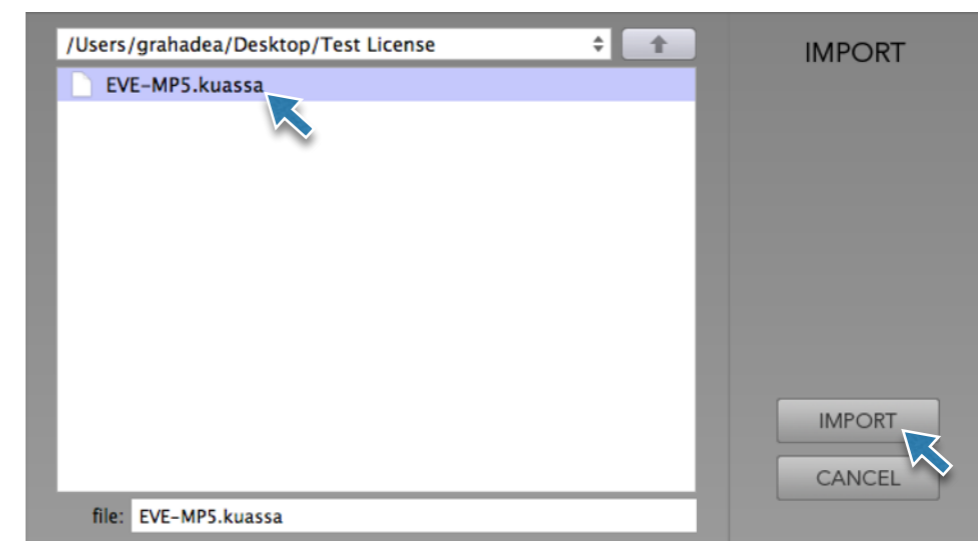 /Users/grahadea/Desktop/Test License
IMPORT
EVE-MP5.kuassa
IMPORT
CANCEL
file: EVE-MP5.kuassa